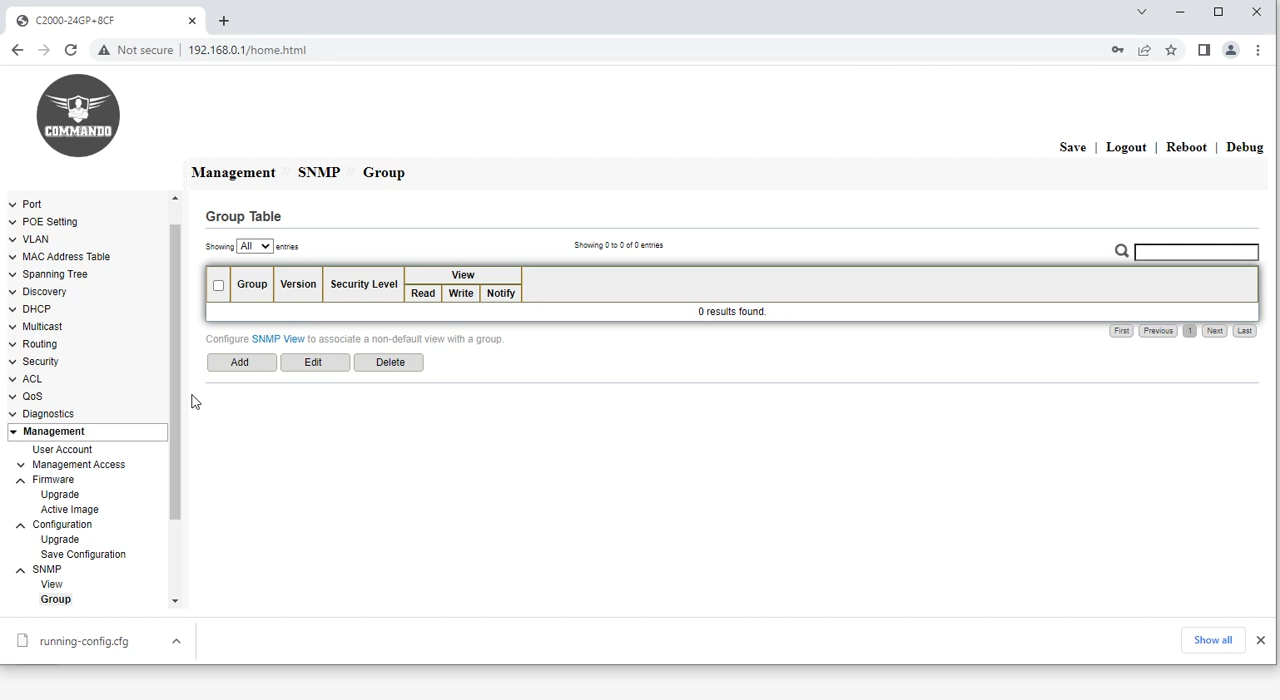 C2000-24GP+8CF
Not secure | 192.168.0.1/home.html
COMMANDO
Save | Logout | Reboot | Debug
Management » SNMP » Group
Port
POE Setting
VLAN
MAC Address Table
Spanning Tree
Discovery
DHCP
Multicast
Routing
Security
ACL
QoS
Diagnostics
Management
User Account
Management Access
Firmware
Upgrade
Active Image
Configuration
Upgrade
Save Configuration
SNMP
View
Group
Group Table
Showing All entries
Showing 0 to 0 of 0 entries
Group Version Security Level View
Read Write Notify
0 results found.
First Previous 1 Next Last
Configure SNMP View to associate a non-default view with a group.
Add Edit Delete
running-config.cfg
Show all